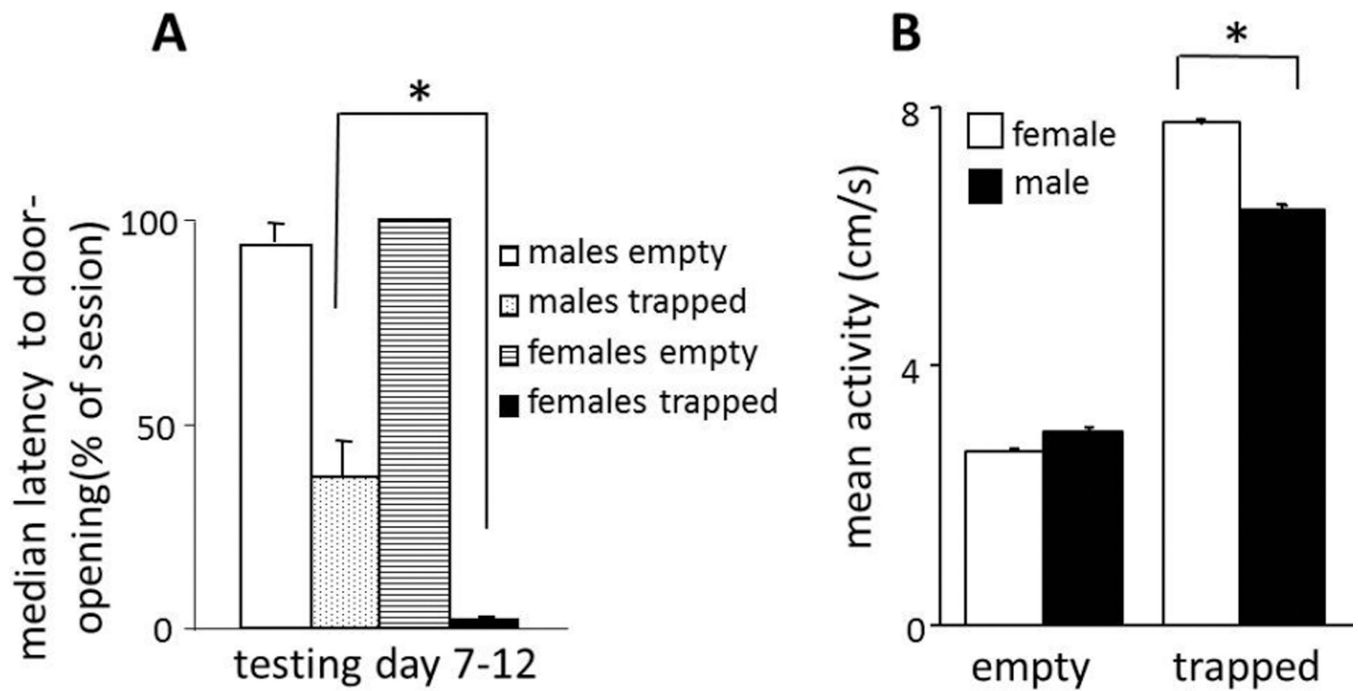 A
*
median latency to door-
opening(% of session)
100
50
0
males empty
males trapped
females empty
females trapped
testing day 7-12
B
*
mean activity (cm/s)
8
4
0
female
male
empty
trapped